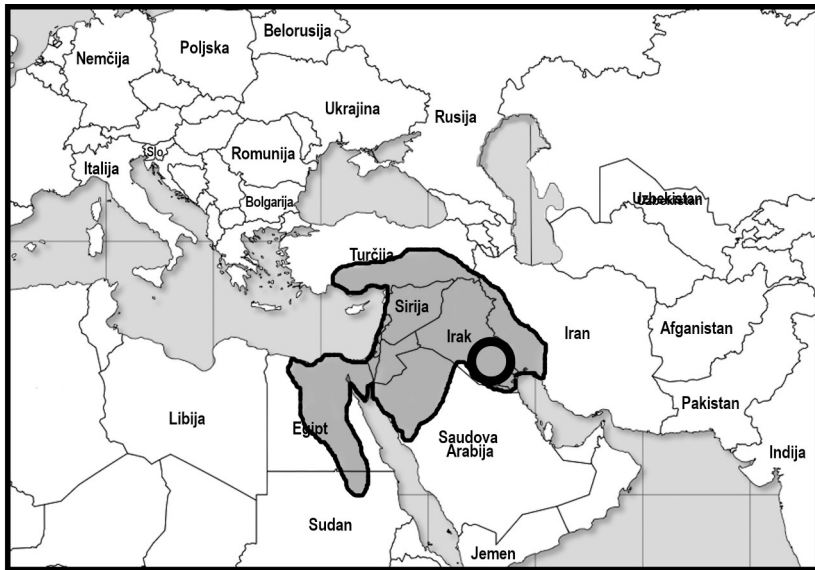 Belorusija
Poljska
Nemčija
Ukrajina
Rusija
Slo
Romunija
Italija
Bolgarija
Uzbekistan
Uzbekistan
Turčija
Sirija
Irak
Iran
Afganistan
Pakistan
Libija
Egipt
Saudova
Arabija
Indija
Sudan
Jemen